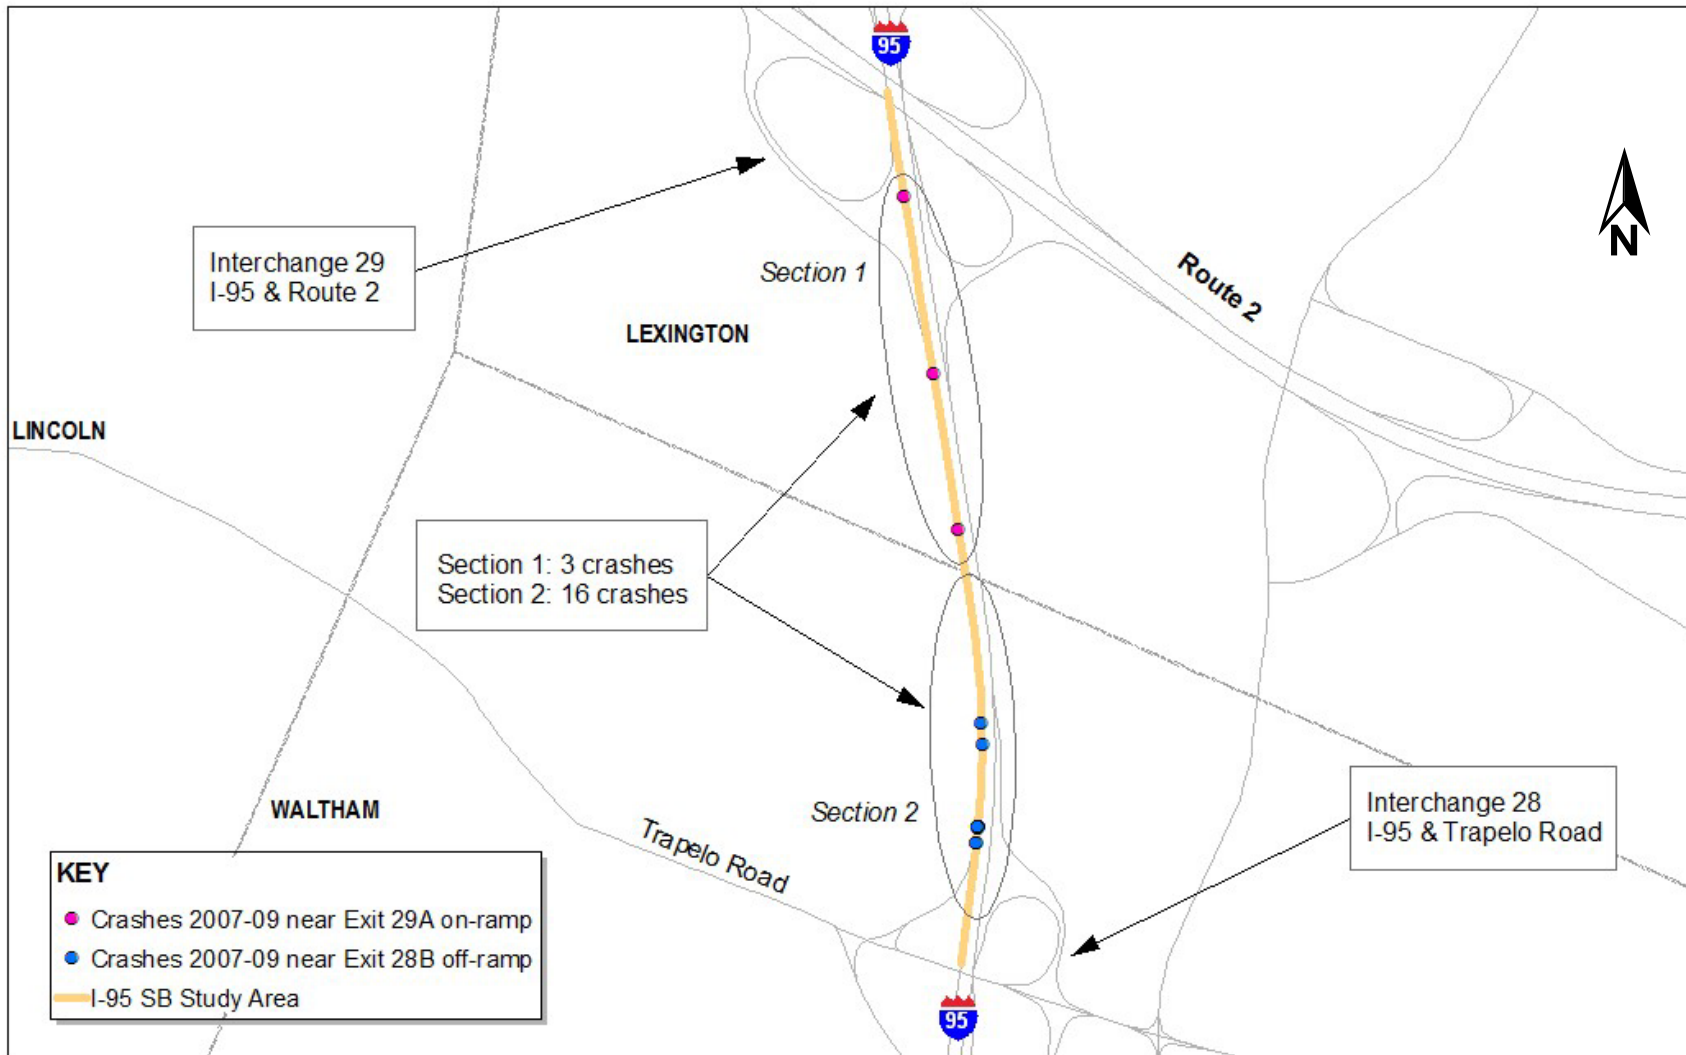 95
Interchange 29
I-95 & Route 2
Section 1
Route 2
N
LEXINGTON
LINCOLN
Section 1: 3 crashes
Section 2: 16 crashes
Section 2
WALTHAM
Trapelo Road
Interchange 28
I-95 & Trapelo Road
KEY
Crashes 2007-09 near Exit 29A on-ramp
Crashes 2007-09 near Exit 28B off-ramp
I-95 SB Study Area
95